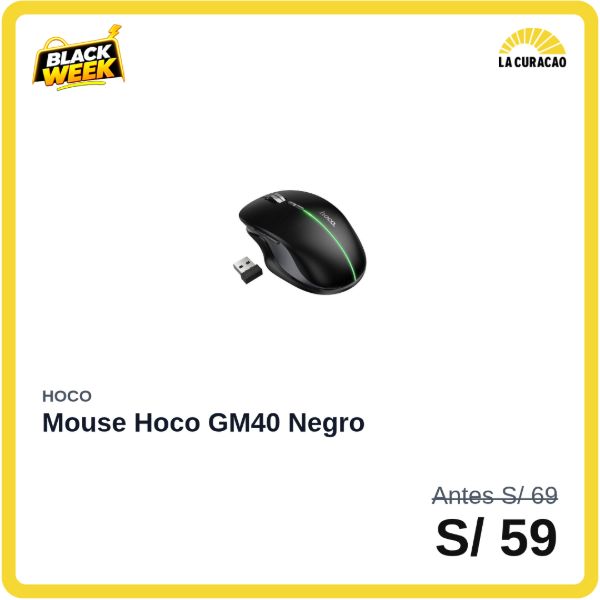 BLACK
WEEK
LA CURACAO
hoco.
HOCO
Mouse Hoco GM40 Negro
Antes S/ 69
S/ 59